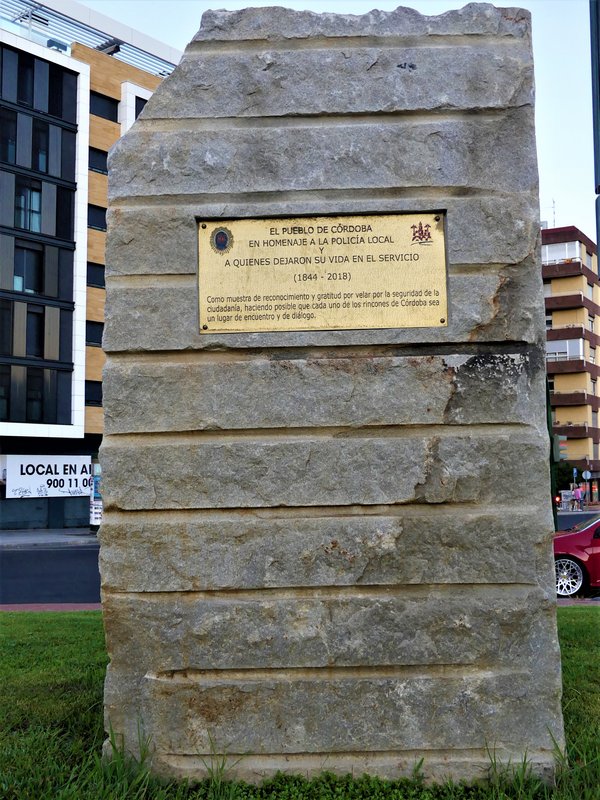 EL PUEBLO DE CÓRDOBA
EN HOMENAJE A LA POLICÍA LOCAL
Y
A QUIENES DEJARON SU VIDA EN EL SERVICIO
(1844 - 2018)
Como muestra de reconocimiento y gratitud por velar por la seguridad de la
ciudadanía, haciendo posible que cada uno de los rincones de Córdoba sea
un lugar de encuentro y de diálogo.
LOCAL EN
900 11